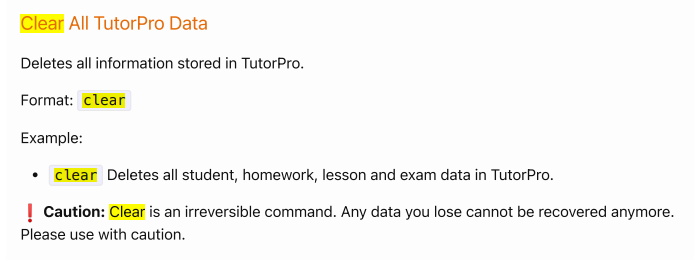 Clear All TutorPro Data
Deletes all information stored in TutorPro.
Format: clear
Example:
• clear Deletes all student, homework, lesson and exam data in TutorPro.
❗ Caution: Clear is an irreversible command. Any data you lose cannot be recovered anymore.
Please use with caution.